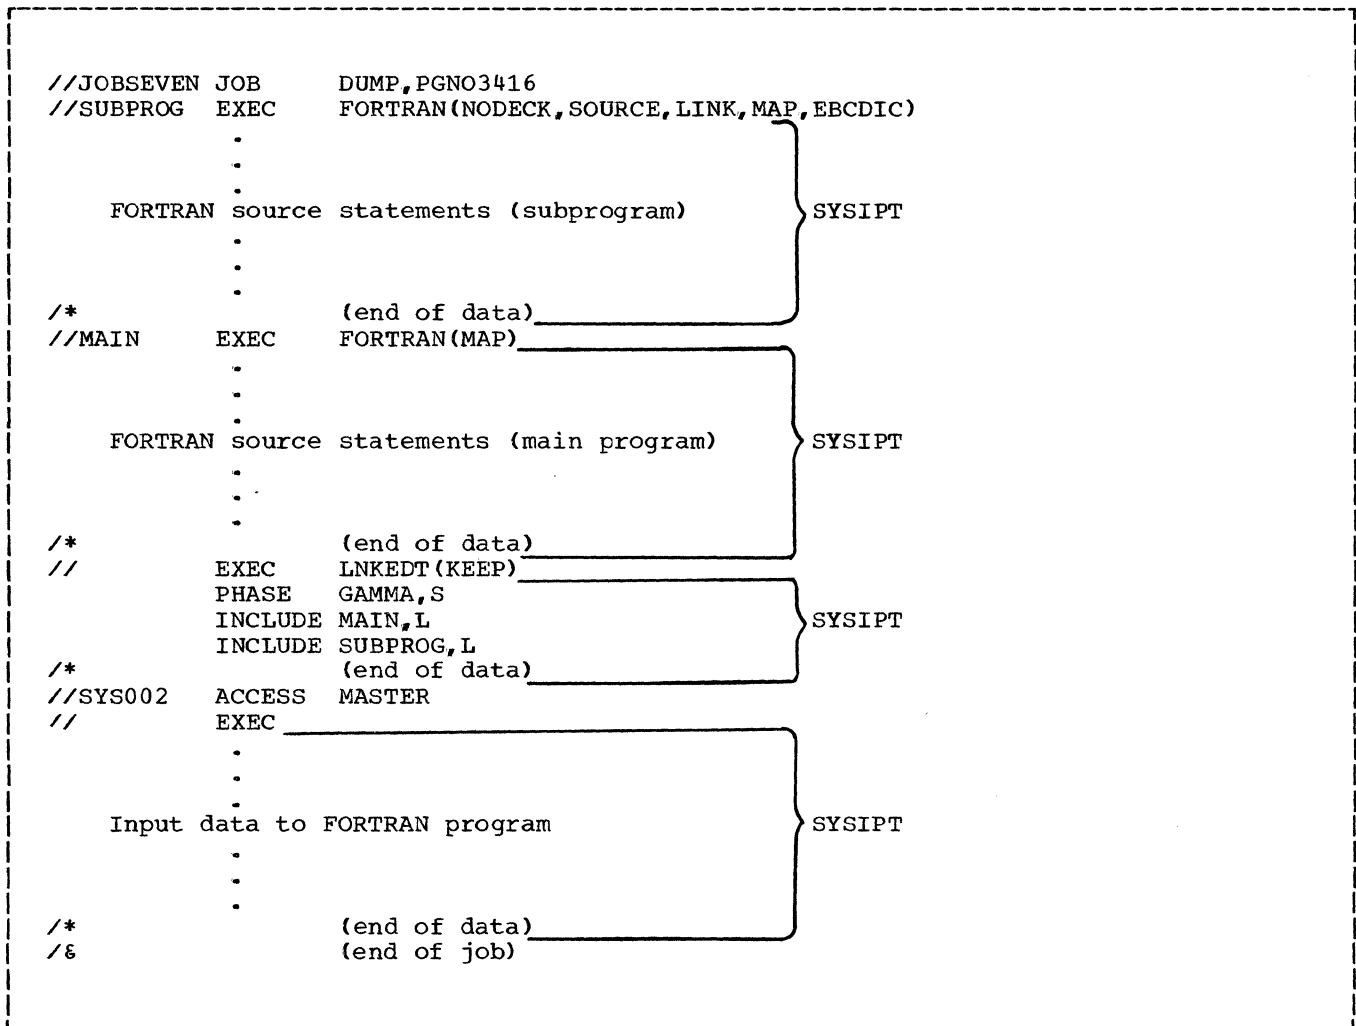 //JOBSEVEN JOB DUMP,PGNO3416
//SUBPROG EXEC FORTRAN(NODECK,SOURCE,LINK,MAP,EBCDIC)
.
.
.
FORTRAN source statements (subprogram) SYSIPT
.
.
.
/* (end of data)
//MAIN EXEC FORTRAN(MAP)
.
.
.
FORTRAN source statements (main program) SYSIPT
.
.
.
/* (end of data)
// EXEC LNKEDT(KEEP)
PHASE GAMMA,S
INCLUDE MAIN,L SYSIPT
INCLUDE SUBPROG,L
/* (end of data)
//SYS002 ACCESS MASTER
// EXEC
.
.
.
Input data to FORTRAN program SYSIPT
.
.
.
/* (end of data)
/& (end of job)